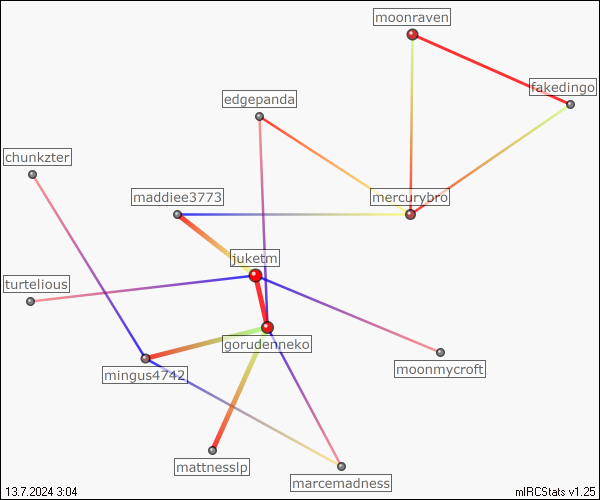 moonraven
fakedingo
edgepanda
chunkzter
maddiee3773
mercurybro
juketm
turtelious
gorudenneko
moonmycroft
mingus4742
mattnesslp
marcemadness
13.7.2024 3:04
mIRCStats v1.25